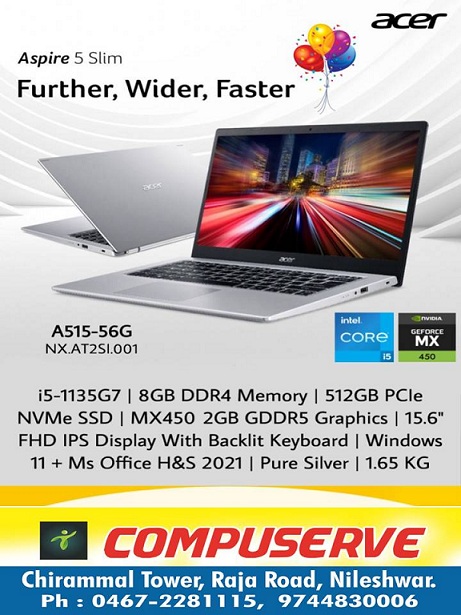 acer
Aspire 5 Slim
Further, Wider, Faster
acer
acer
A515-56G
NX.AT2SI.001
intel
CORE
i5
NVIDIA
GEFORCE
MX
450
i5-1135G7 | 8GB DDR4 Memory | 512GB PCIe
NVMe SSD | MX450 2GB GDDR5 Graphics | 15.6"
FHD IPS Display With Backlit Keyboard | Windows
11 + Ms Office H&S 2021 | Pure Silver | 1.65 KG
COMPUSERVE
Chirammal Tower, Raja Road, Nileshwar.
Ph : 0467-2281115, 9744830006